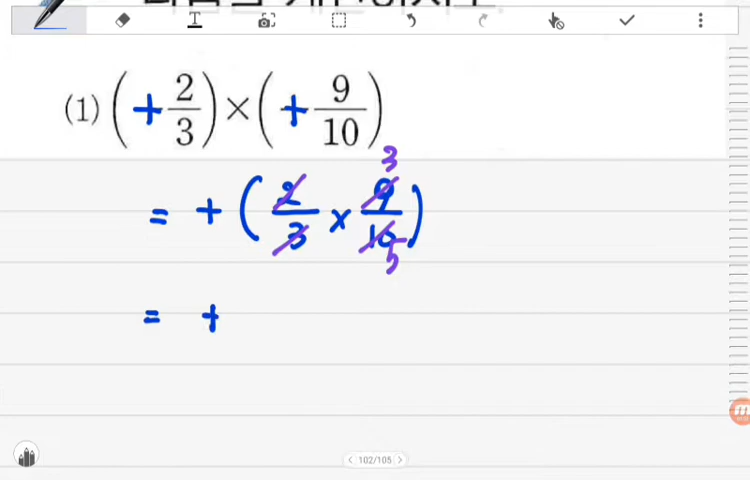 (1) (+2/3)×(+9/10)
= + (2/3 × 9/10) 3 5
= +
102/105